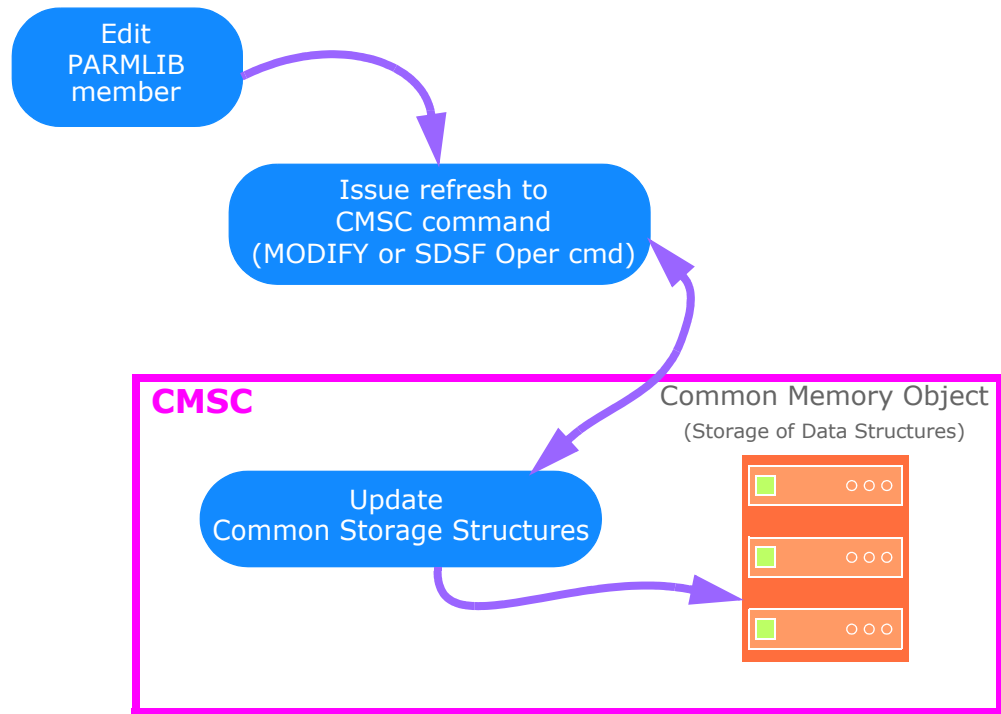 Edit
PARMLIB
member
Issue refresh to
CMSC command
(MODIFY or SDSF Oper cmd)
CMSC
Common Memory Object
(Storage of Data Structures)
Update
Common Storage Structures